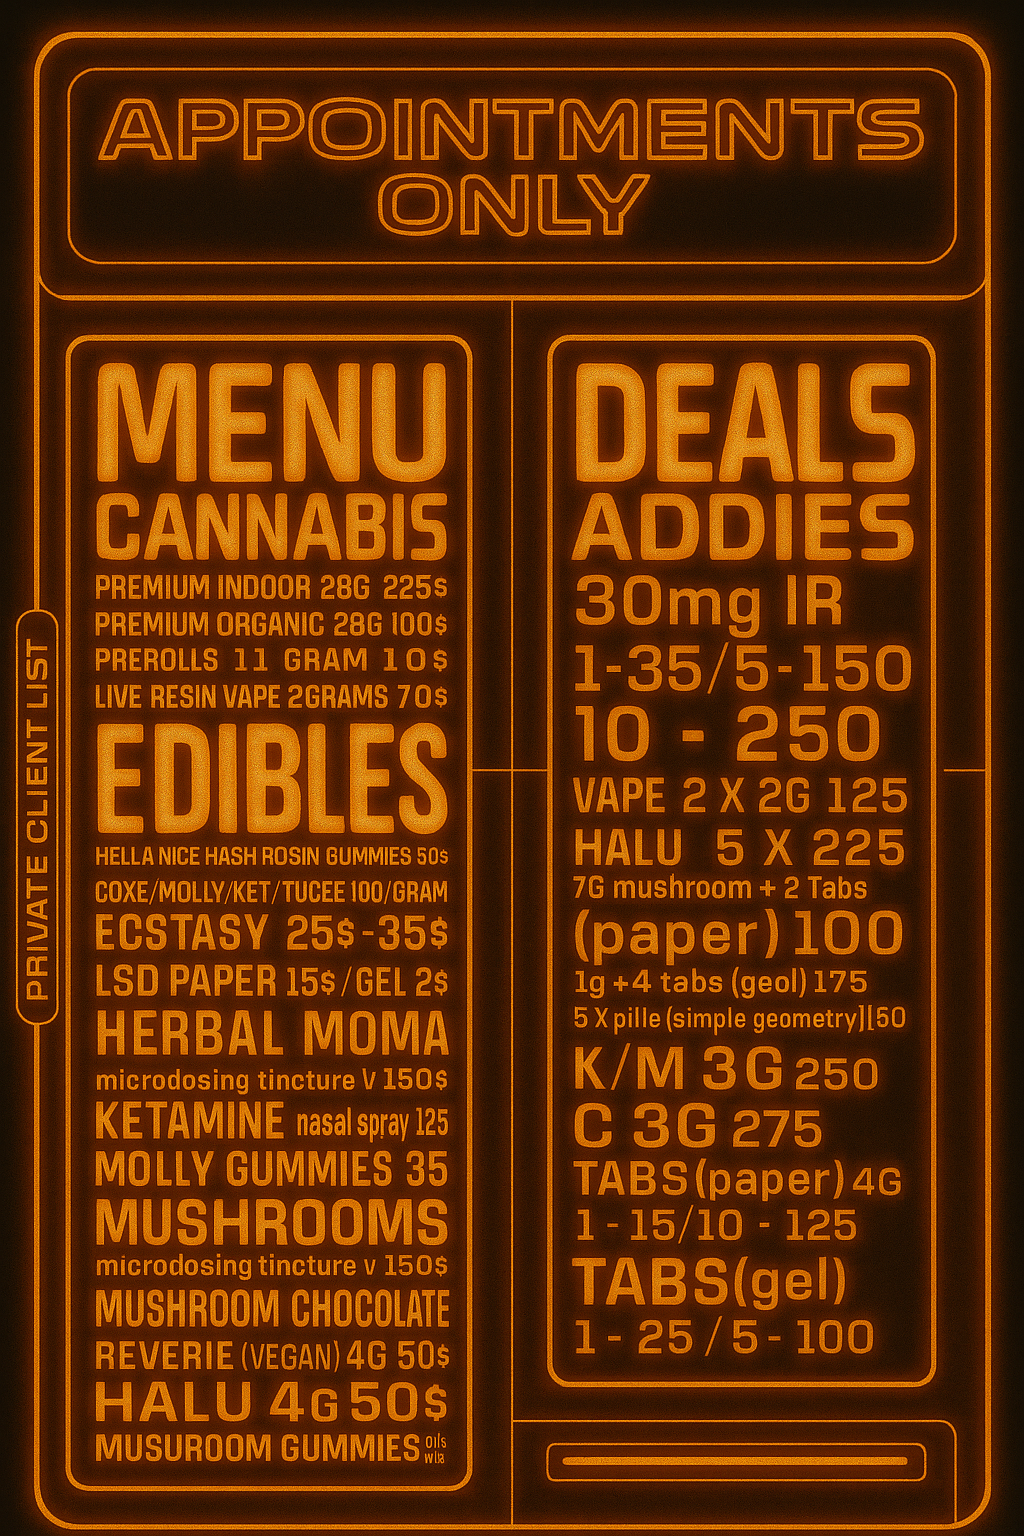 APPOINTMENTS
ONLY
PRIVATE CLIENT LIST
MENU
CANNABIS
PREMIUM INDOOR 28G 225$
PREMIUM ORGANIC 28G 100$
PREROLLS 11 GRAM 10$
LIVE RESIN VAPE 2GRAMS 70$
EDIBLES
HELLA NICE HASH ROSIN GUMMIES 50$
COXE/MOLLY/KET/TUCEE 100/GRAM
ECSTASY 25$-35$
LSD PAPER 15$/GEL 2$
HERBAL MOMA
microdosing tincture V 150$
KETAMINE nasal spray 125
MOLLY GUMMIES 35
MUSHROOMS
microdosing tincture v 150$
MUSHROOM CHOCOLATE
REVERIE (VEGAN) 4G 50$
HALU 4G 50$
MUSUROOM GUMMIES
DEALS
ADDIES
30mg IR
1-35/5-150
10 - 250
VAPE 2 X 2G 125
HALU 5 X 225
7G mushroom + 2 Tabs
(paper) 100
1g +4 tabs (geol) 175
5 X pille (simple geometry][50
K/M 3G 250
C 3G 275
TABS (paper) 4G
1 - 15/10 - 125
TABS(gel)
1 - 25 / 5 - 100